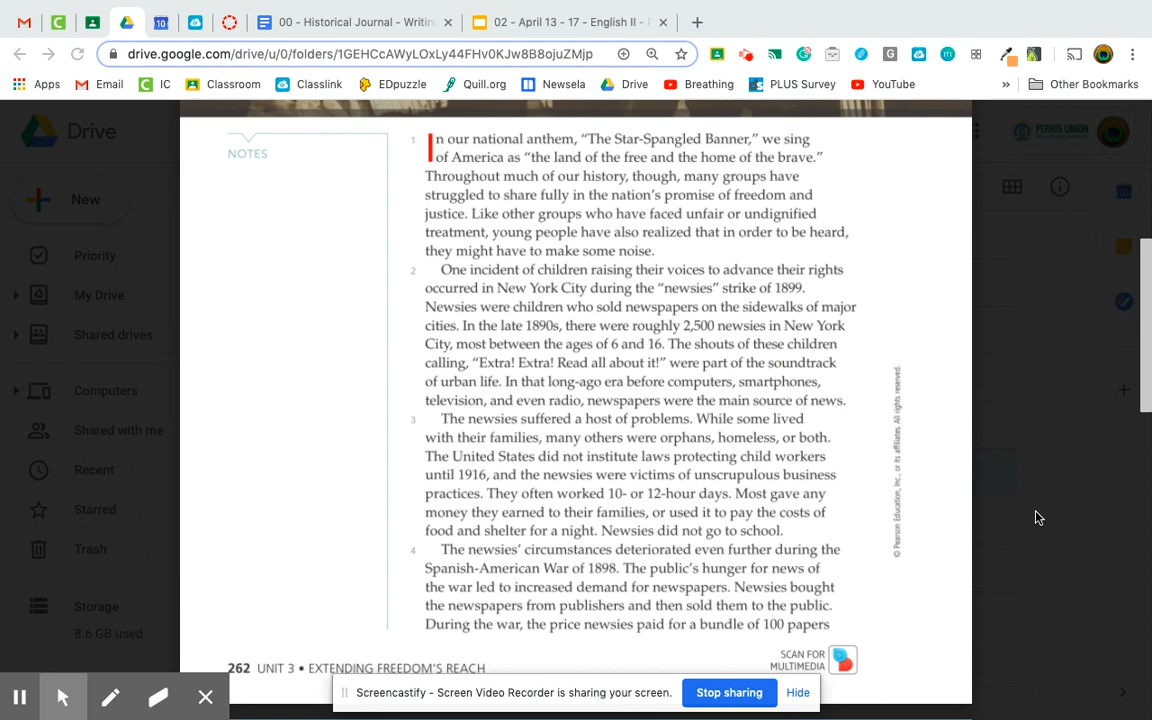 00 - Historical Journal - Writin
02 - April 13 - 17 - English II -
drive.google.com/drive/u/0/folders/1GEHCcAWyLOxLy44FHv0KJw8B8ojuZMjp
Apps
Email
IC
Classroom
Classlink
EDpuzzle
Quill.org
Newsela
Drive
Breathing
PLUS Survey
YouTube
»
Other Bookmarks
Drive
PERRIS UNION
New
Priority
My Drive
Shared drives
Computers
Shared with me
Recent
Starred
Trash
Storage
8.6 GB used
NOTES
1 In our national anthem, “The Star-Spangled Banner,” we sing
of America as “the land of the free and the home of the brave.”
Throughout much of our history, though, many groups have
struggled to share fully in the nation’s promise of freedom and
justice. Like other groups who have faced unfair or undignified
treatment, young people have also realized that in order to be heard,
they might have to make some noise.
2 One incident of children raising their voices to advance their rights
occurred in New York City during the “newsies” strike of 1899.
Newsies were children who sold newspapers on the sidewalks of major
cities. In the late 1890s, there were roughly 2,500 newsies in New York
City, most between the ages of 6 and 16. The shouts of these children
calling, “Extra! Extra! Read all about it!” were part of the soundtrack
of urban life. In that long-ago era before computers, smartphones,
television, and even radio, newspapers were the main source of news.
3 The newsies suffered a host of problems. While some lived
with their families, many others were orphans, homeless, or both.
The United States did not institute laws protecting child workers
until 1916, and the newsies were victims of unscrupulous business
practices. They often worked 10- or 12-hour days. Most gave any
money they earned to their families, or used it to pay the costs of
food and shelter for a night. Newsies did not go to school.
4 The newsies’ circumstances deteriorated even further during the
Spanish-American War of 1898. The public’s hunger for news of
the war led to increased demand for newspapers. Newsies bought
the newspapers from publishers and then sold them to the public.
During the war, the price newsies paid for a bundle of 100 papers
© Pearson Education, Inc., or its affiliates. All rights reserved.
262 UNIT 3 • EXTENDING FREEDOM’S REACH
SCAN FOR
MULTIMEDIA
Screencastify - Screen Video Recorder is sharing your screen.
Stop sharing
Hide